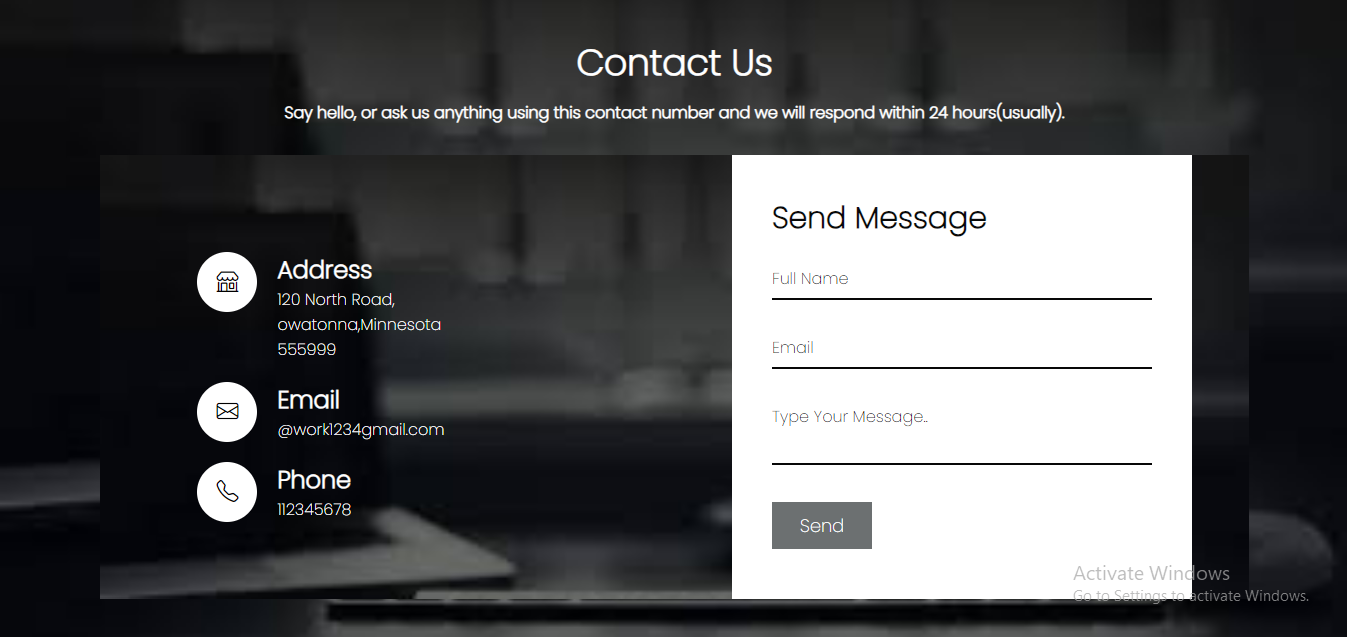 Contact Us
Say hello, or ask us anything using this contact number and we will respond within 24 hours(usually).
Address
120 North Road,
owatonna,Minnesota
555999
Email
@work1234gmail.com
Phone
112345678
Send Message
Full Name
Email
Type Your Message..
Send
Activate Windows
Go to Settings to activate Windows.